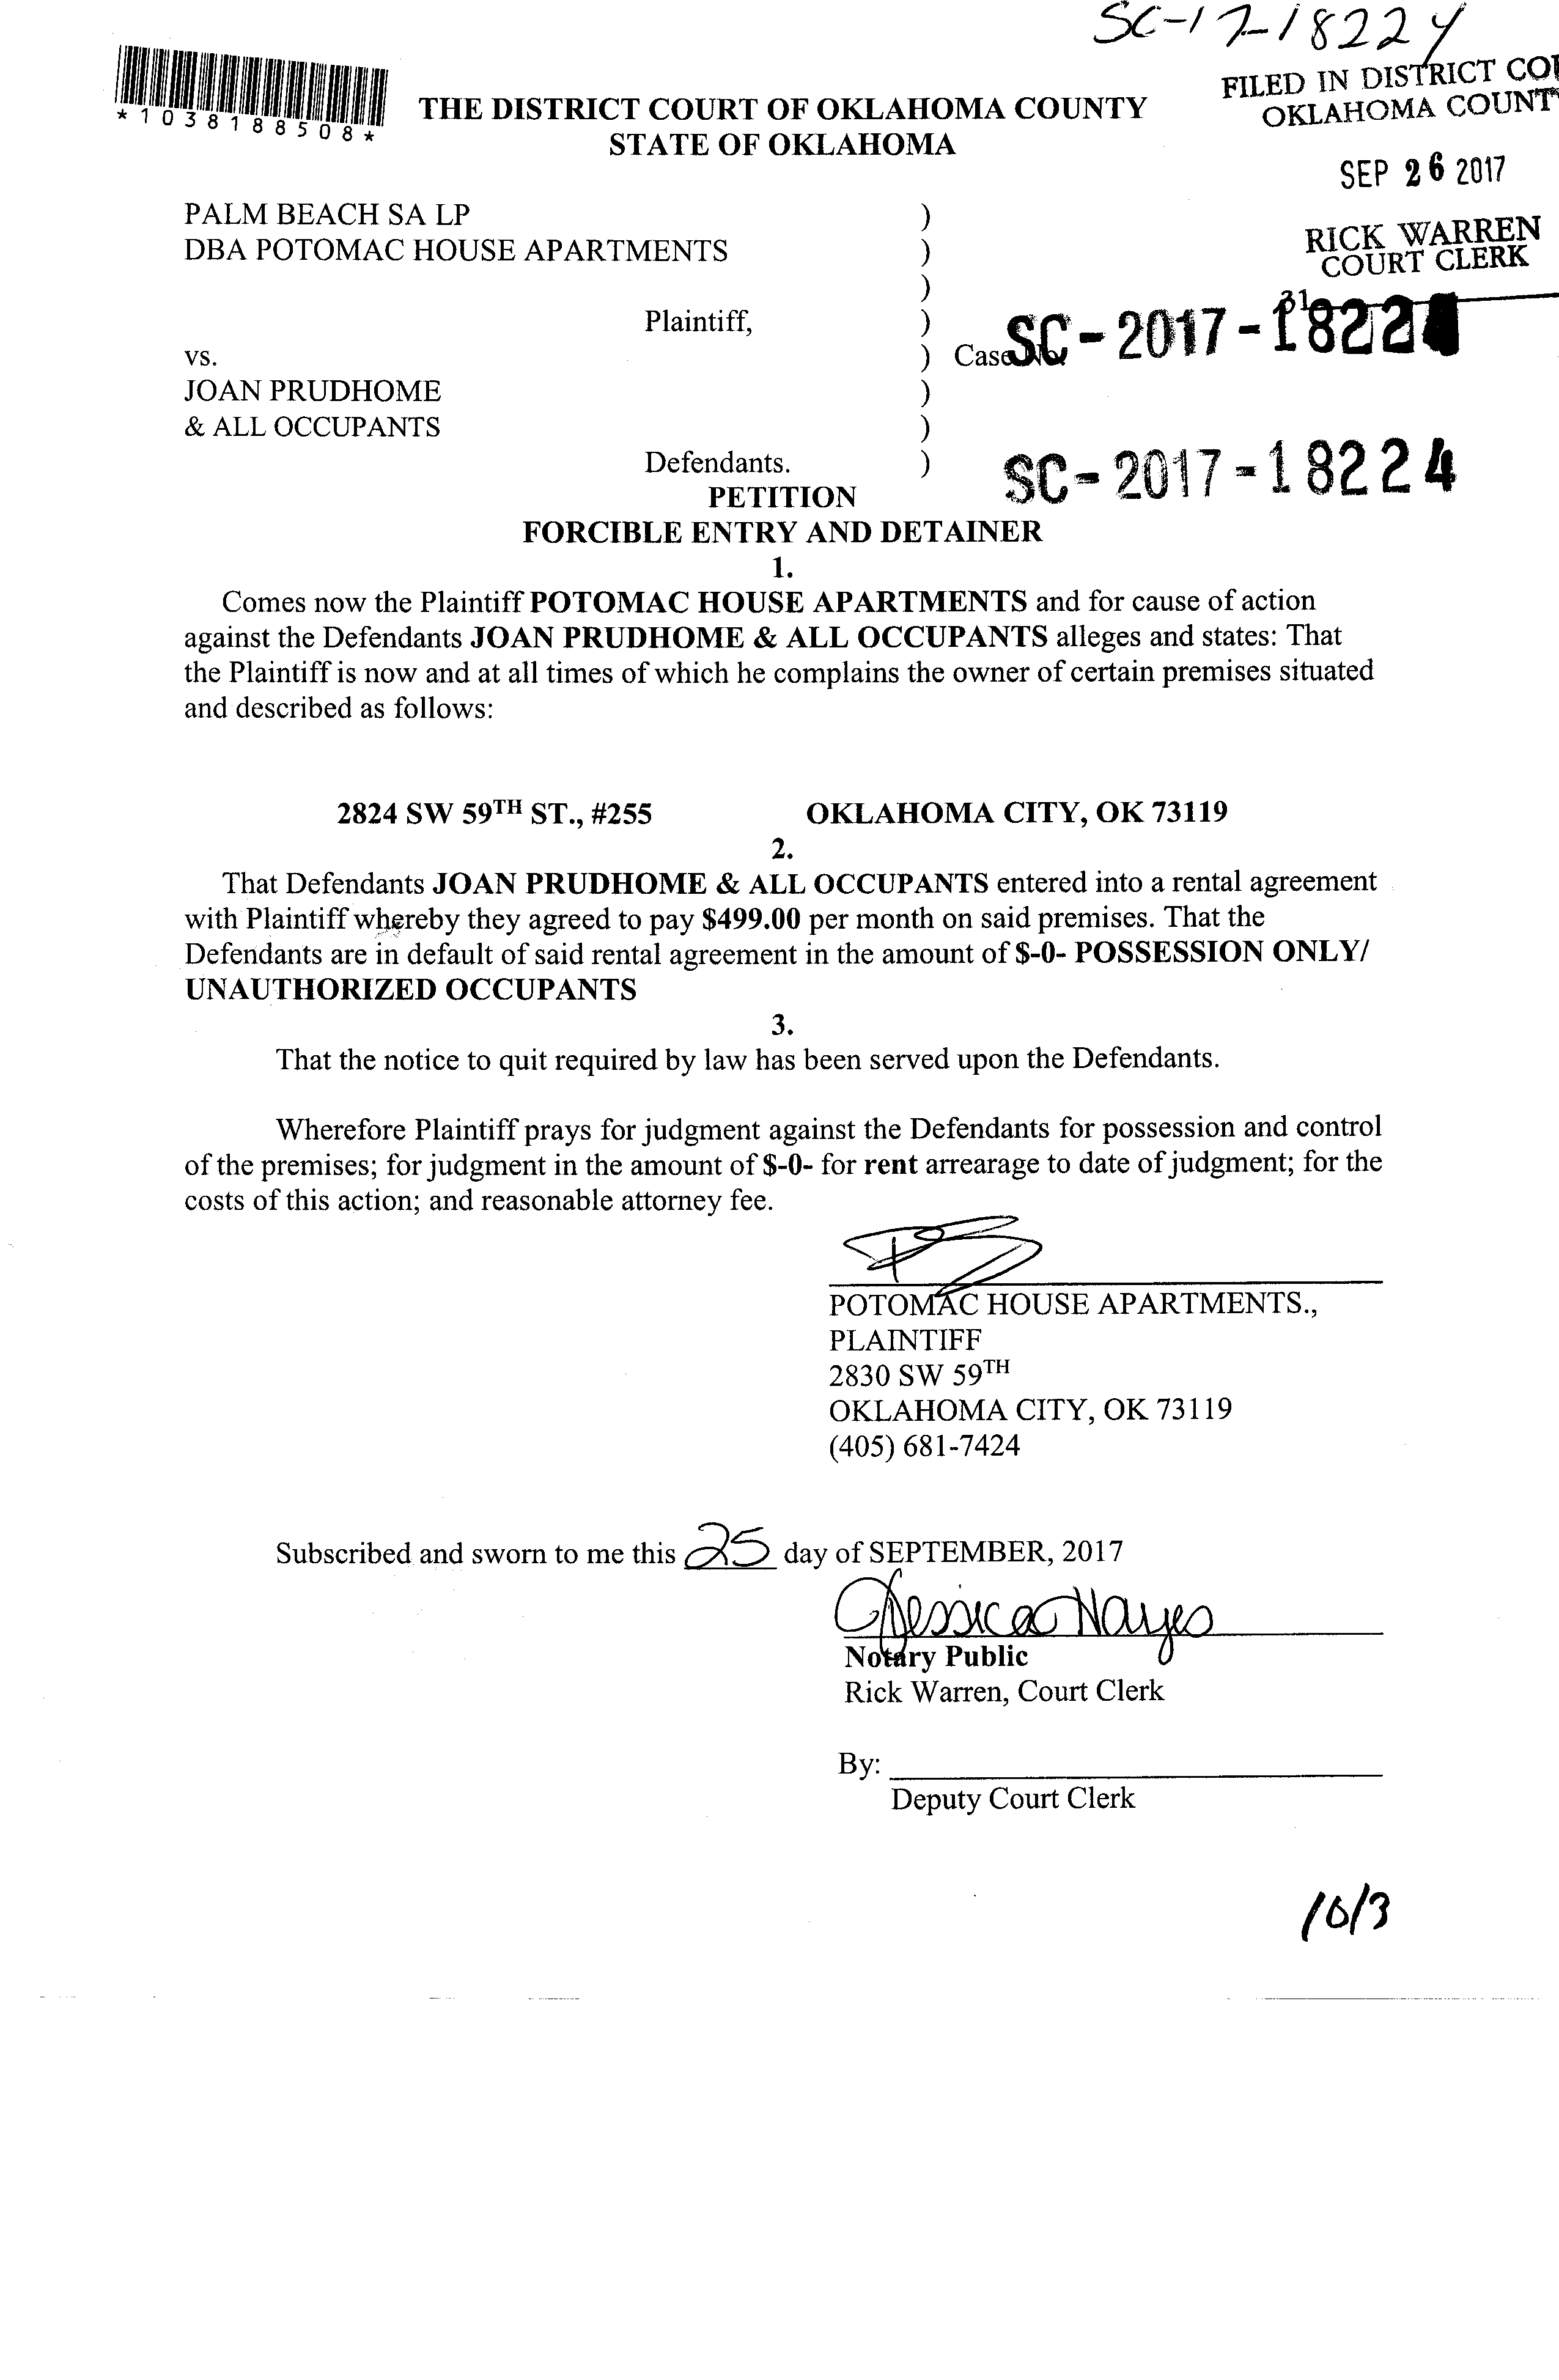 SC-17-18224
FILED IN DISTRICT COU
OKLAHOMA COUNT
*1038188508*
THE DISTRICT COURT OF OKLAHOMA COUNTY
STATE OF OKLAHOMA
SEP 26 2017
RICK WARREN
COURT CLERK
31
PALM BEACH SA LP )
DBA POTOMAC HOUSE APARTMENTS )
)
Plaintiff, )
vs. ) Case No. SC-2017-18224
JOAN PRUDHOME )
& ALL OCCUPANTS )
Defendants. ) SC-2017-18224
PETITION
FORCIBLE ENTRY AND DETAINER
1.
Comes now the Plaintiff POTOMAC HOUSE APARTMENTS and for cause of action
against the Defendants JOAN PRUDHOME & ALL OCCUPANTS alleges and states: That
the Plaintiff is now and at all times of which he complains the owner of certain premises situated
and described as follows:
2824 SW 59TH ST., #255 OKLAHOMA CITY, OK 73119
2.
That Defendants JOAN PRUDHOME & ALL OCCUPANTS entered into a rental agreement
with Plaintiff whereby they agreed to pay $499.00 per month on said premises. That the
Defendants are in default of said rental agreement in the amount of $-0- POSSESSION ONLY/
UNAUTHORIZED OCCUPANTS
3.
That the notice to quit required by law has been served upon the Defendants.
Wherefore Plaintiff prays for judgment against the Defendants for possession and control
of the premises; for judgment in the amount of $-0- for rent arrearage to date of judgment; for the
costs of this action; and reasonable attorney fee.
POTOMAC HOUSE APARTMENTS.,
PLAINTIFF
2830 SW 59TH
OKLAHOMA CITY, OK 73119
(405) 681-7424
Subscribed and sworn to me this 25 day of SEPTEMBER, 2017
Jessica Hayes
Notary Public
Rick Warren, Court Clerk
By:
Deputy Court Clerk
10/3